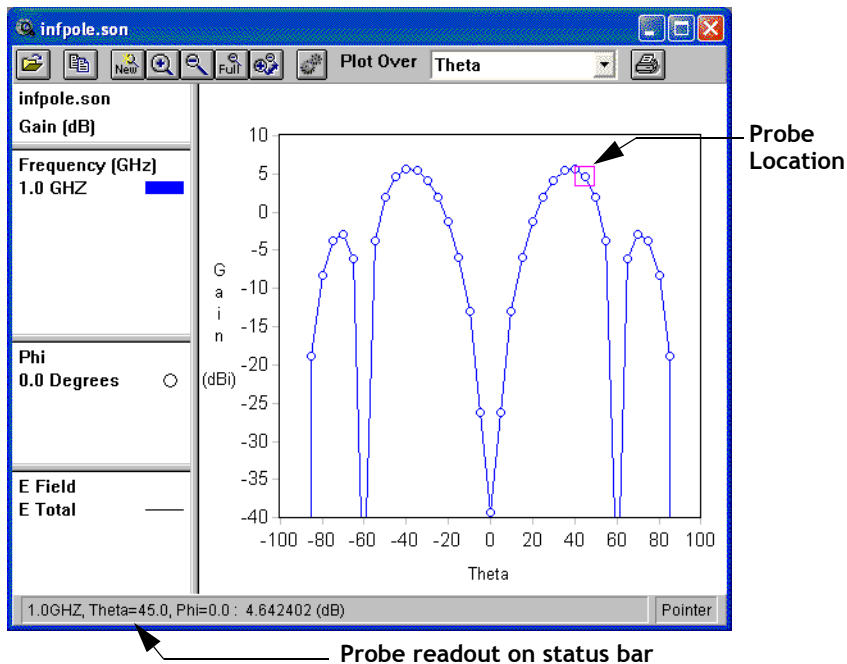 infpole.son
New Full Plot Over Theta
infpole.son
Gain (dB)
Frequency (GHz)
1.0 GHZ
Phi
0.0 Degrees
E Field
E Total
Gain
(dBi)
10
5
0
-5
-10
-15
-20
-25
-30
-35
-40
-100 -80 -60 -40 -20 0 20 40 60 80 100
Theta
Probe
Location
1.0GHZ, Theta=45.0, Phi=0.0 : 4.642402 (dB) Pointer
Probe readout on status bar